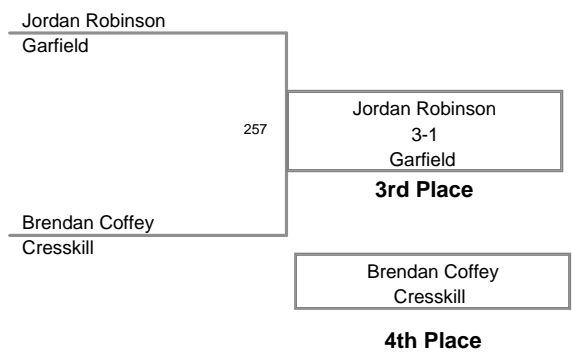 Jordan Robinson
Garfield
257
Jordan Robinson
3-1
Garfield
3rd Place
Brendan Coffey
Cresskill
Brendan Coffey
Cresskill
4th Place